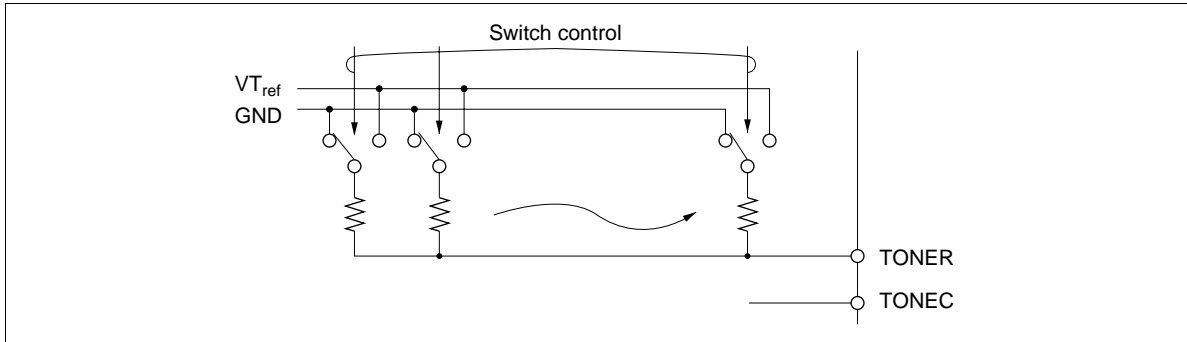 Switch control
VTref
GND
TONER
TONEC